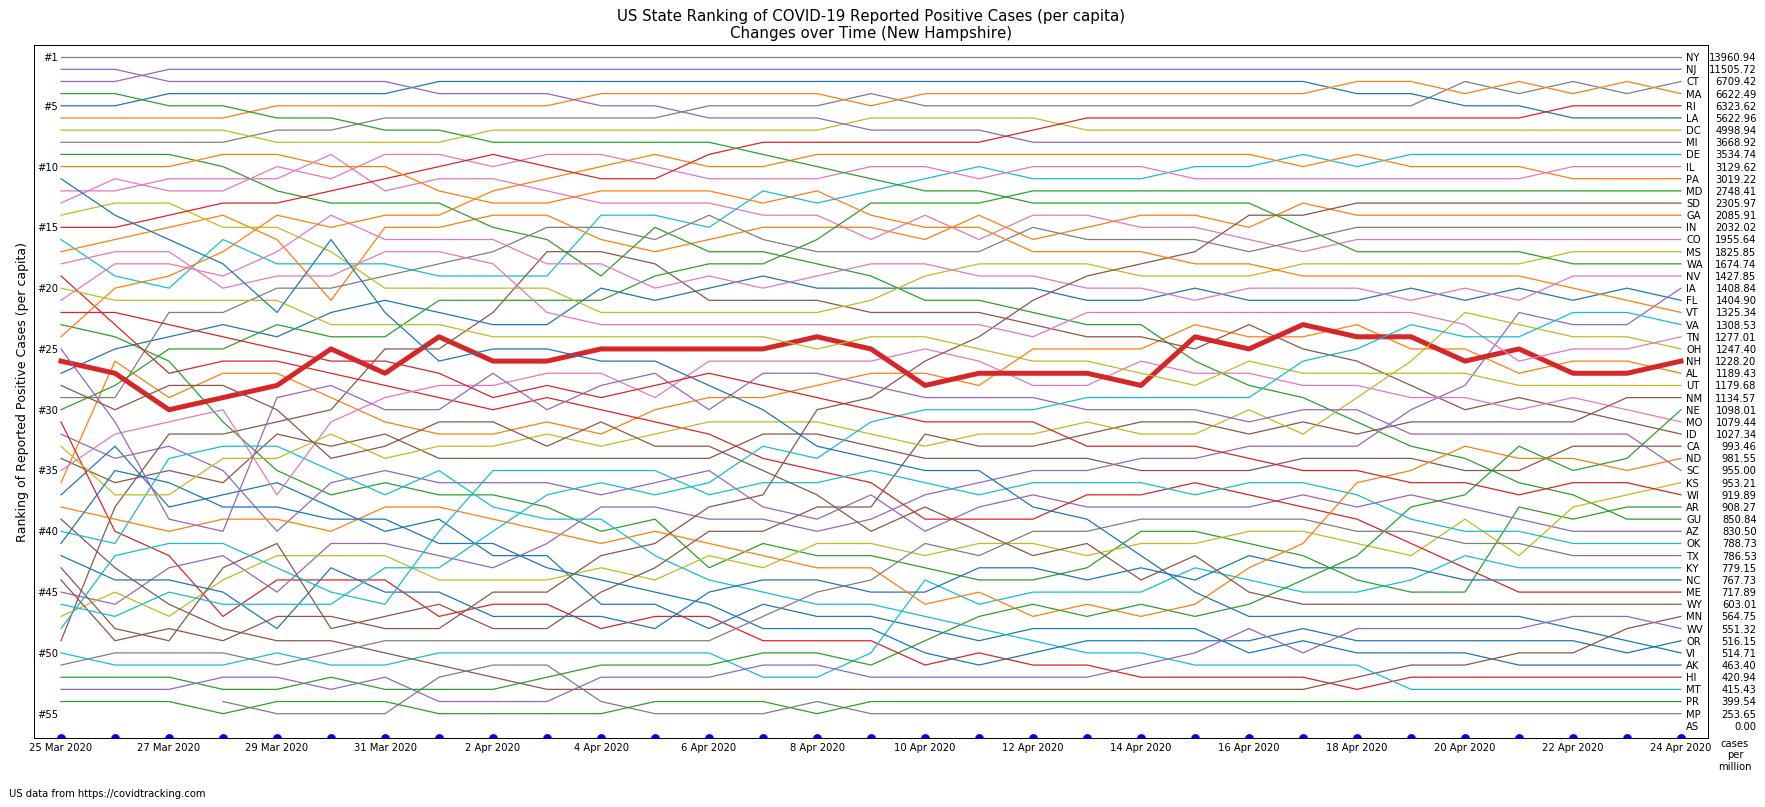 US State Ranking of COVID-19 Reported Positive Cases (per capita)
Changes over Time (New Hampshire)
Ranking of Reported Positive Cases (per capita)
#1
#5
#10
#15
#20
#25
#30
#35
#40
#45
#50
#55
NY 13960.94
NJ 11505.72
CT 6709.42
MA 6622.49
RI 6323.62
LA 5622.96
DC 4998.94
MI 3668.92
DE 3534.74
IL 3129.62
PA 3019.22
MD 2748.41
SD 2305.97
GA 2085.91
IN 2032.02
CO 1955.64
MS 1825.85
WA 1674.74
NV 1427.85
IA 1408.84
FL 1404.90
VT 1325.34
VA 1308.53
TN 1277.01
OH 1247.40
NH 1228.20
AL 1189.43
UT 1179.68
NM 1134.57
NE 1098.01
MO 1079.44
ID 1027.34
CA 993.46
ND 981.55
SC 955.00
KS 953.21
WI 919.89
AR 908.27
GU 850.84
AZ 830.50
OK 788.73
TX 786.53
KY 779.15
NC 767.73
ME 717.89
WY 603.01
MN 564.75
WV 551.32
OR 516.15
VI 514.71
AK 463.40
HI 420.94
MT 415.43
PR 399.54
MP 253.65
AS 0.00
25 Mar 2020 27 Mar 2020 29 Mar 2020 31 Mar 2020 2 Apr 2020 4 Apr 2020 6 Apr 2020 8 Apr 2020 10 Apr 2020 12 Apr 2020 14 Apr 2020 16 Apr 2020 18 Apr 2020 20 Apr 2020 22 Apr 2020 24 Apr 2020
cases
per
million
US data from https://covidtracking.com